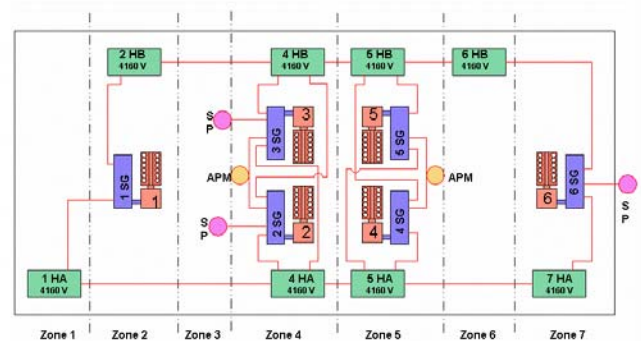 2 HB 4 HB 5 HB 6 HB
4160 V 4160 V 4160 V 4160 V
S
P
3
5
3 SG
5 SG
1 SG
1
APM
APM
6 SG
6
S
P
S
P
2 SG
2
4
4 SG
1 HA 4 HA 5 HA 7 HA
4160 V 4160 V 4160 V 4160 V
Zone 1 Zone 2 Zone 3 Zone 4 Zone 5 Zone 6 Zone 7